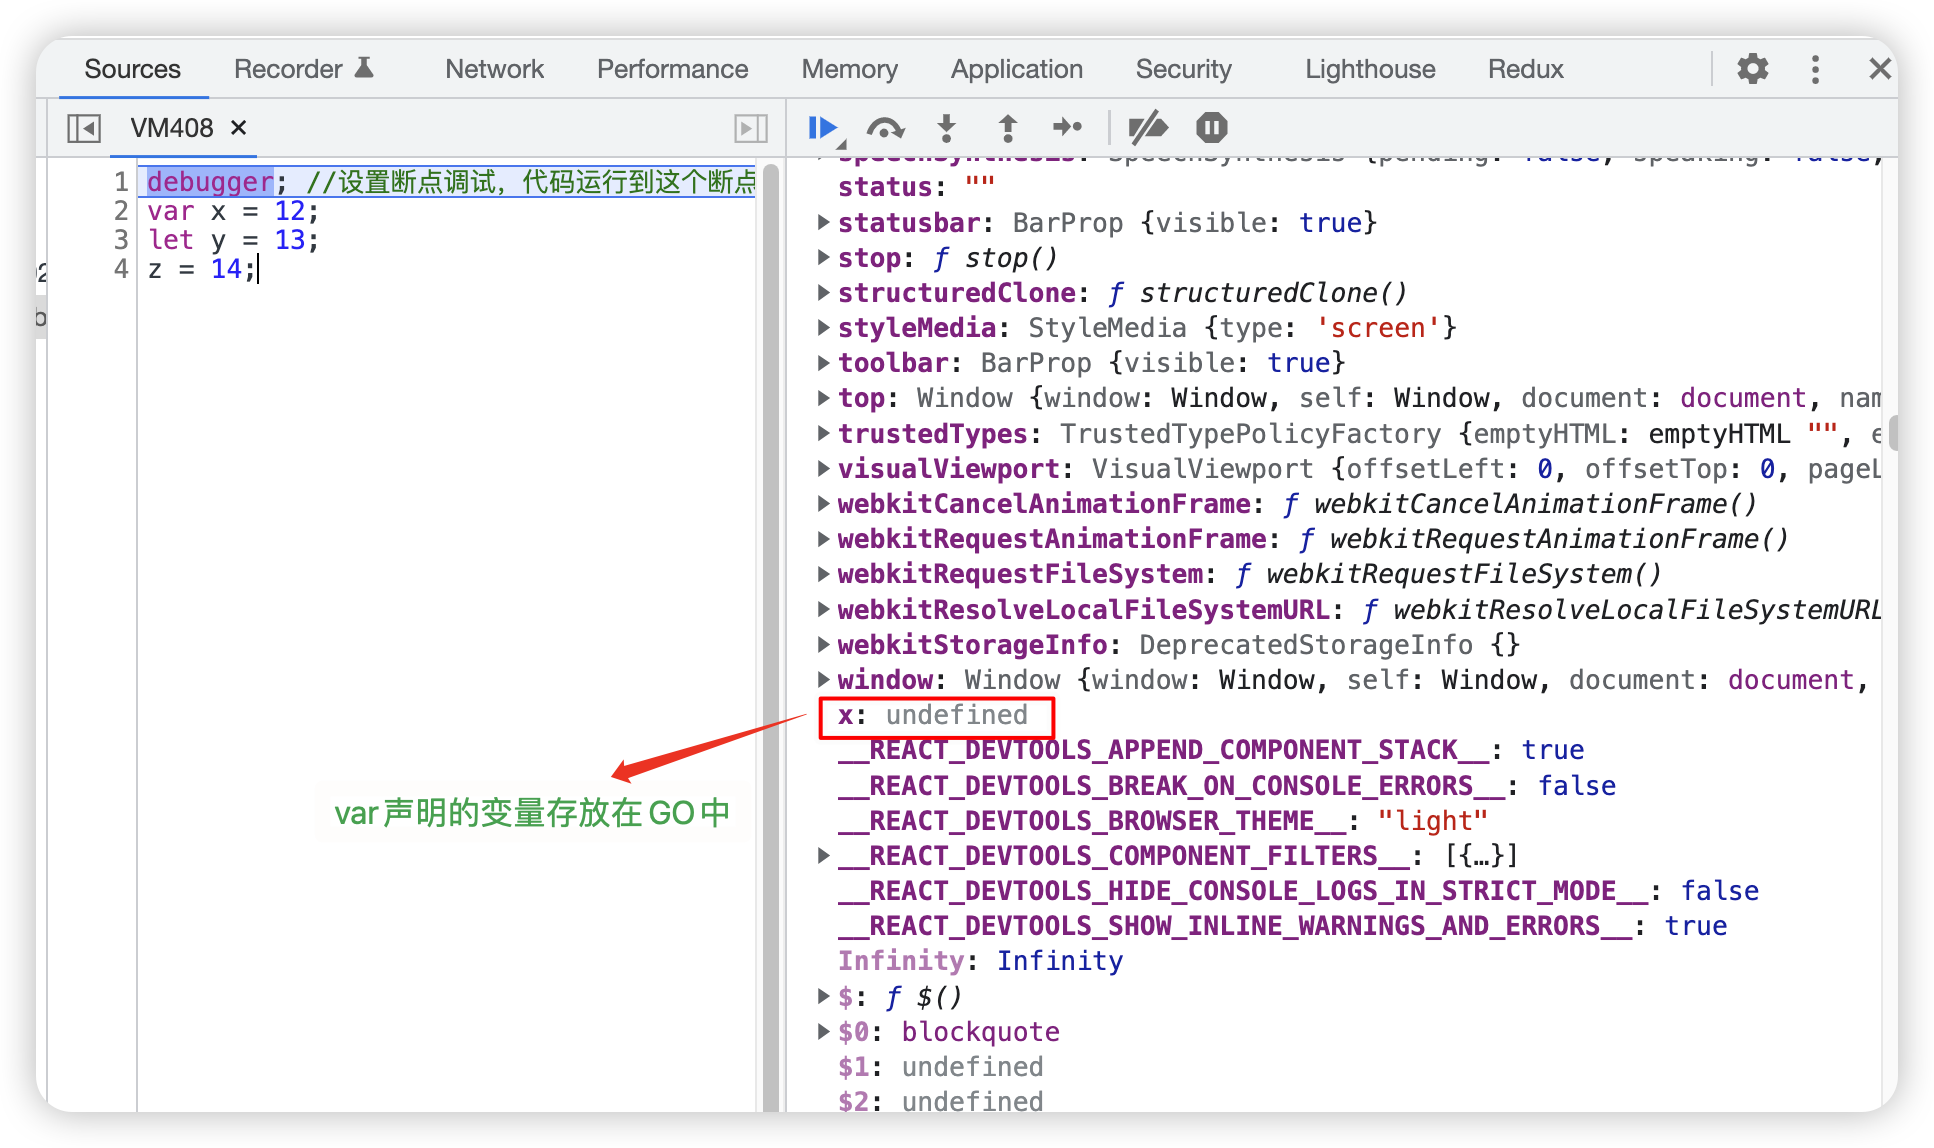 Sources Recorder Network Performance Memory Application Security Lighthouse Redux
VM408
1 debugger; //设置断点调试，代码运行到这个断点
2 var x = 12;
3 let y = 13;
4 z = 14;
speechSynthesis: SpeechSynthesis {pending: false, speaking: false,
status: ""
statusbar: BarProp {visible: true}
stop: ƒ stop()
structuredClone: ƒ structuredClone()
styleMedia: StyleMedia {type: 'screen'}
toolbar: BarProp {visible: true}
top: Window {window: Window, self: Window, document: document, nam
trustedTypes: TrustedTypePolicyFactory {emptyHTML: emptyHTML "", e
visualViewport: VisualViewport {offsetLeft: 0, offsetTop: 0, pageL
webkitCancelAnimationFrame: ƒ webkitCancelAnimationFrame()
webkitRequestAnimationFrame: ƒ webkitRequestAnimationFrame()
webkitRequestFileSystem: ƒ webkitRequestFileSystem()
webkitResolveLocalFileSystemURL: ƒ webkitResolveLocalFileSystemURL
webkitStorageInfo: DeprecatedStorageInfo {}
window: Window {window: Window, self: Window, document: document,
x: undefined
__REACT_DEVTOOLS_APPEND_COMPONENT_STACK__: true
__REACT_DEVTOOLS_BREAK_ON_CONSOLE_ERRORS__: false
__REACT_DEVTOOLS_BROWSER_THEME__: "light"
__REACT_DEVTOOLS_COMPONENT_FILTERS__: [{…}]
__REACT_DEVTOOLS_HIDE_CONSOLE_LOGS_IN_STRICT_MODE__: false
__REACT_DEVTOOLS_SHOW_INLINE_WARNINGS_AND_ERRORS__: true
Infinity: Infinity
$: ƒ $()
$0: blockquote
$1: undefined
$2: undefined
var声明的变量存放在GO中